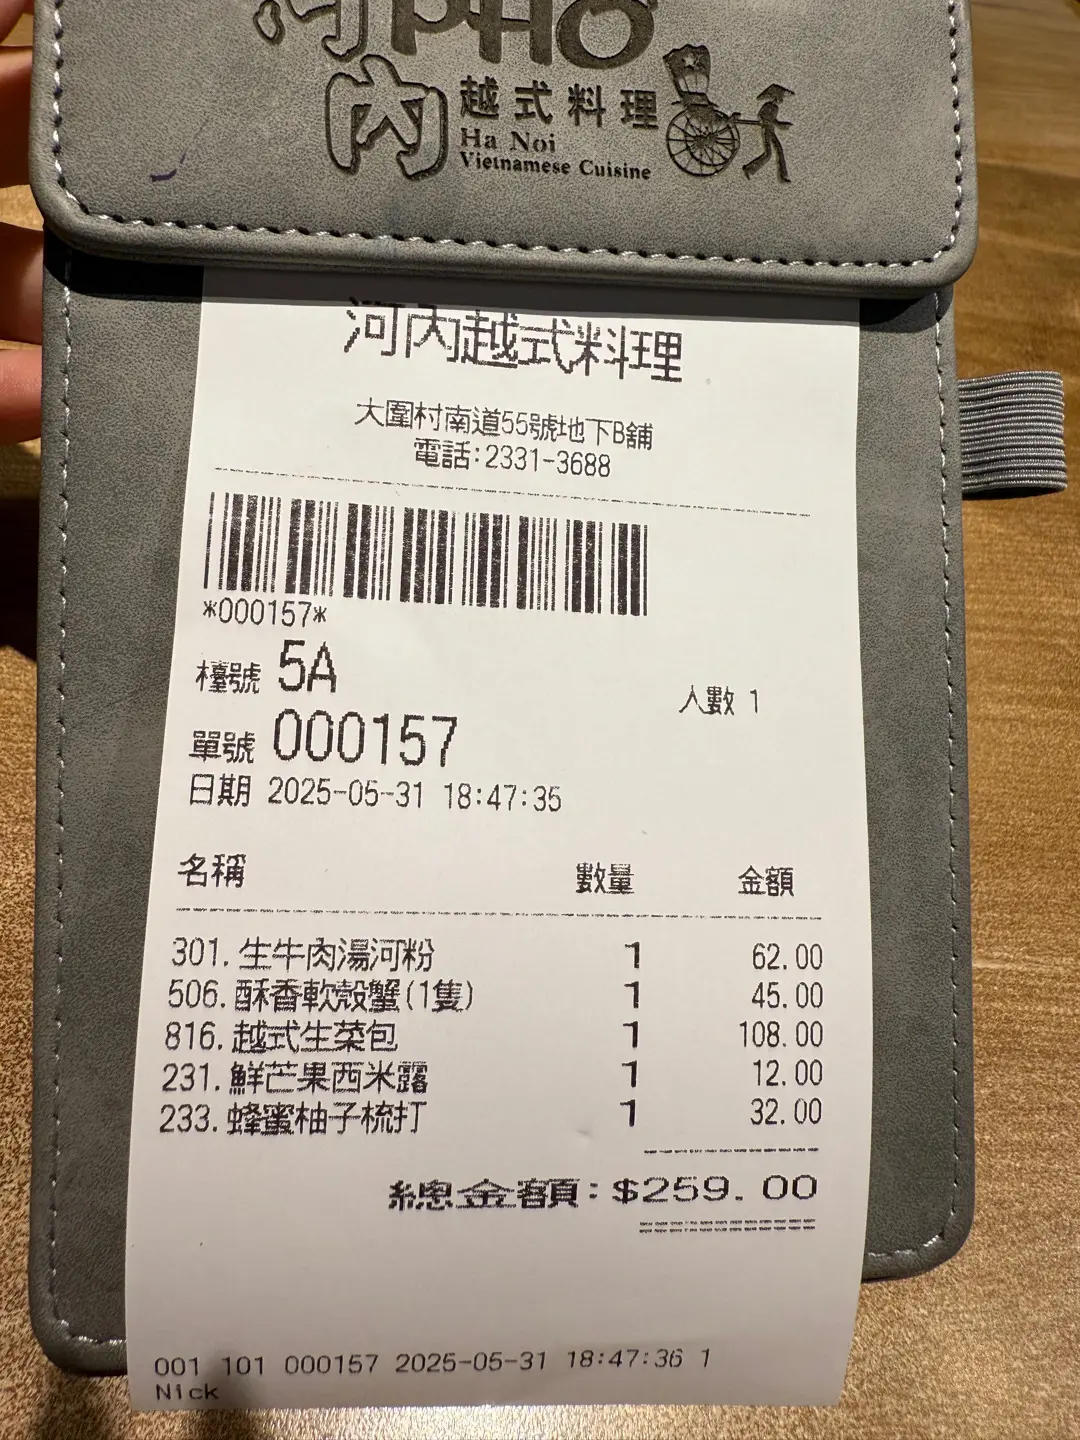 河PHO
內越式料理
Ha Noi
Vietnamese Cuisine
河內越式料理
大圍村南道55號地下B舖
電話:2331-3688
*000157*
檯號 5A
人數 1
單號 000157
日期 2025-05-31 18:47:35
名稱 數量 金額
301. 生牛肉湯河粉 1 62.00
506. 酥香軟殼蟹(1隻) 1 45.00
816. 越式生菜包 1 108.00
231. 鮮芒果西米露 1 12.00
233. 蜂蜜柚子梳打 1 32.00
總金額: $259.00
001 101 000157 2025-05-31 18:47:36 1
Nick